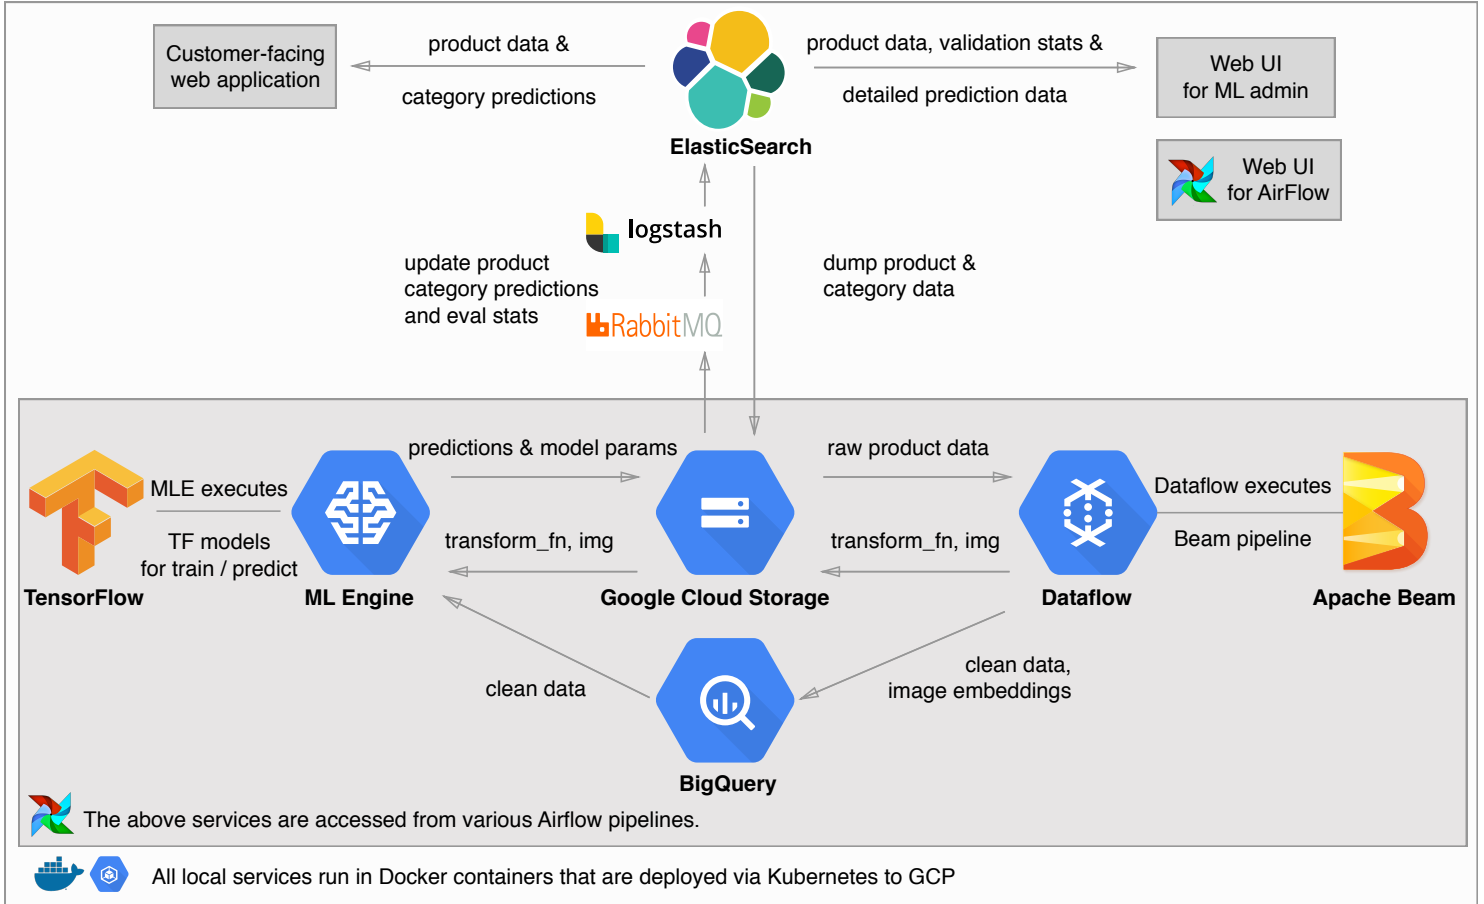 Customer-facing
web application
product data &
category predictions
product data, validation stats &
detailed prediction data
Web UI
for ML admin
ElasticSearch
Web UI
for AirFlow
logstash
update product
category predictions
and eval stats
dump product &
category data
RabbitMQ
predictions & model params
raw product data
MLE executes
TF models
for train / predict
Dataflow executes
Beam pipeline
transform_fn, img
transform_fn, img
TensorFlow
ML Engine
Google Cloud Storage
Dataflow
Apache Beam
clean data
clean data,
image embeddings
BigQuery
The above services are accessed from various Airflow pipelines.
All local services run in Docker containers that are deployed via Kubernetes to GCP